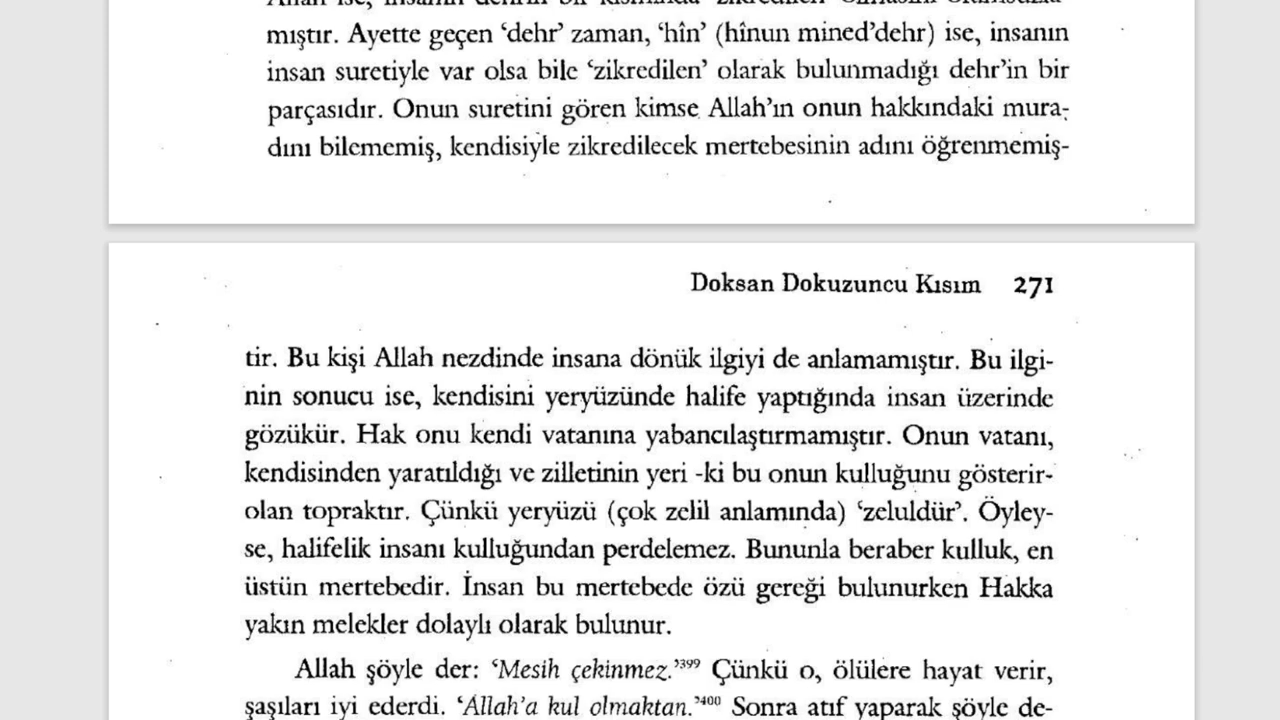 mıştır. Ayette geçen ‘dehr’ zaman, ‘hîn’ (hînun mined’dehr) ise, insanın
insan suretiyle var olsa bile ‘zikredilen’ olarak bulunmadığı dehr’in bir
parçasıdır. Onun suretini gören kimse Allah’ın onun hakkındaki mura-
dını bilememiş, kendisiyle zikredilecek mertebesinin adını öğrenmemiş-
Doksan Dokuzuncu Kısım 271
tir. Bu kişi Allah nezdinde insana dönük ilgiyi de anlamamıştır. Bu ilgi-
nin sonucu ise, kendisini yeryüzünde halife yaptığında insan üzerinde
gözükür. Hak onu kendi vatanına yabancılaştırmamıştır. Onun vatanı,
kendisinden yaratıldığı ve zilletinin yeri -ki bu onun kulluğunu gösterir-
olan topraktır. Çünkü yeryüzü (çok zelil anlamında) ‘zeluldür’. Öyley-
se, halifelik insanı kulluğundan perdelemez. Bununla beraber kulluk, en
üstün mertebedir. İnsan bu mertebede özü gereği bulunurken Hakka
yakın melekler dolaylı olarak bulunur.
Allah şöyle der: ‘Mesih çekinmez.’³⁹⁹ Çünkü o, ölülere hayat verir,
şaşıları iyi ederdi. ‘Allah’a kul olmaktan.’⁴⁰⁰ Sonra atıf yaparak şöyle de-